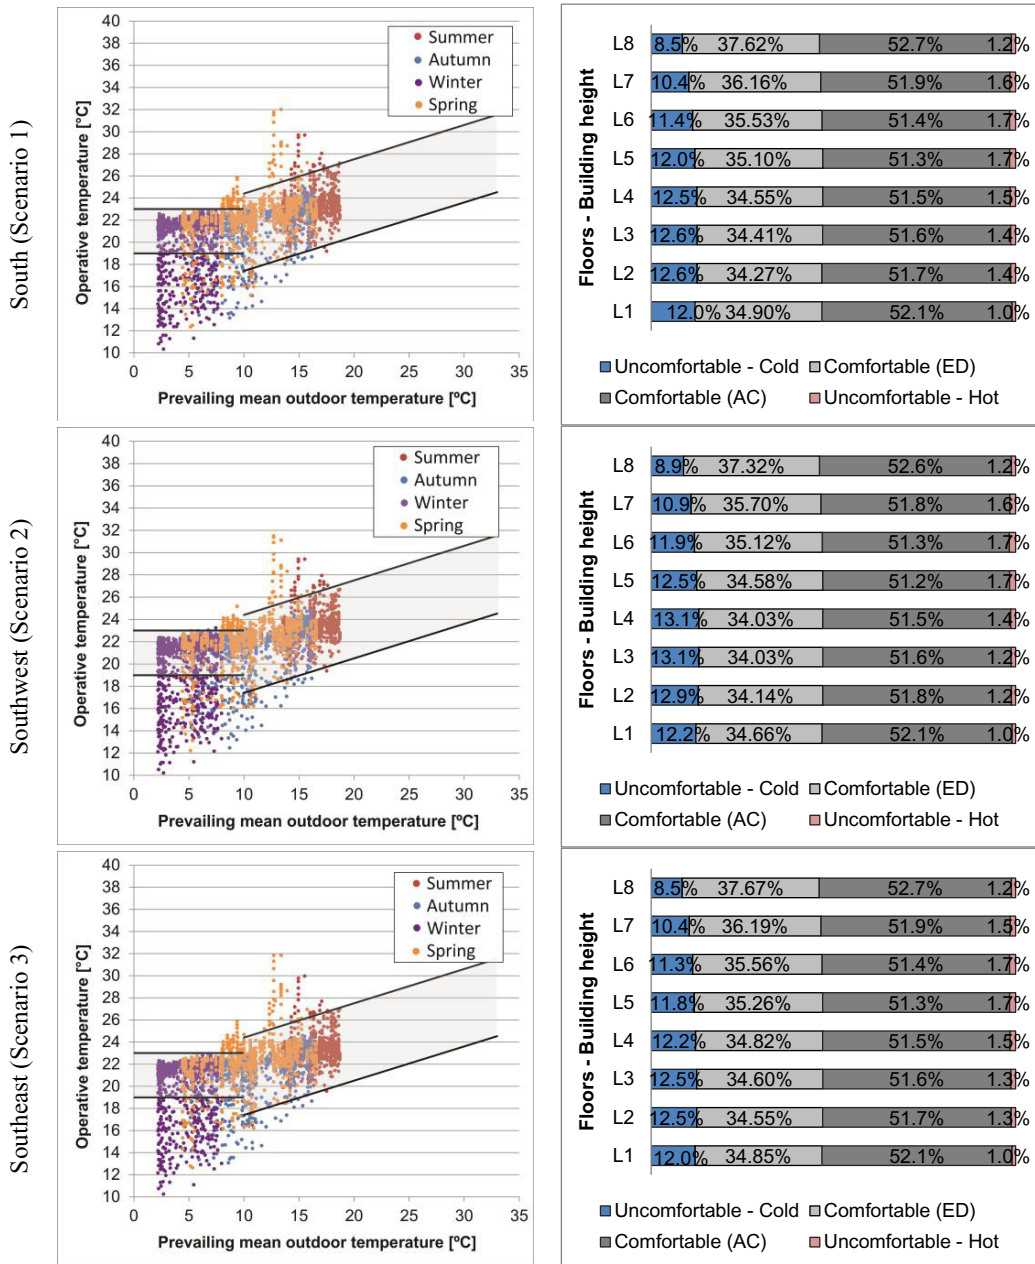 South (Scenario 1)
Operative temperature [°C]
40
38
36
34
32
30
28
26
24
22
20
18
16
14
12
10
Summer
Autumn
Winter
Spring
0 5 10 15 20 25 30 35
Prevailing mean outdoor temperature [ºC]
Floors - Building height
L8 8.5% 37.62% 52.7% 1.2%
L7 10.4% 36.16% 51.9% 1.6%
L6 11.4% 35.53% 51.4% 1.7%
L5 12.0% 35.10% 51.3% 1.7%
L4 12.5% 34.55% 51.5% 1.5%
L3 12.6% 34.41% 51.6% 1.4%
L2 12.6% 34.27% 51.7% 1.4%
L1 12.0% 34.90% 52.1% 1.0%
Uncomfortable - Cold Comfortable (ED)
Comfortable (AC) Uncomfortable - Hot
Southwest (Scenario 2)
Operative temperature [°C]
40
38
36
34
32
30
28
26
24
22
20
18
16
14
12
10
Summer
Autumn
Winter
Spring
0 5 10 15 20 25 30 35
Prevailing mean outdoor temperature [ºC]
Floors - Building height
L8 8.9% 37.32% 52.6% 1.2%
L7 10.9% 35.70% 51.8% 1.6%
L6 11.9% 35.12% 51.3% 1.7%
L5 12.5% 34.58% 51.2% 1.7%
L4 13.1% 34.03% 51.5% 1.4%
L3 13.1% 34.03% 51.6% 1.2%
L2 12.9% 34.14% 51.8% 1.2%
L1 12.2% 34.66% 52.1% 1.0%
Uncomfortable - Cold Comfortable (ED)
Comfortable (AC) Uncomfortable - Hot
Southeast (Scenario 3)
Operative temperature [°C]
40
38
36
34
32
30
28
26
24
22
20
18
16
14
12
10
Summer
Autumn
Winter
Spring
0 5 10 15 20 25 30 35
Prevailing mean outdoor temperature [ºC]
Floors - Building height
L8 8.5% 37.67% 52.7% 1.2%
L7 10.4% 36.19% 51.9% 1.5%
L6 11.3% 35.56% 51.4% 1.7%
L5 11.8% 35.26% 51.3% 1.7%
L4 12.2% 34.82% 51.5% 1.5%
L3 12.5% 34.60% 51.6% 1.3%
L2 12.5% 34.55% 51.7% 1.3%
L1 12.0% 34.85% 52.1% 1.0%
Uncomfortable - Cold Comfortable (ED)
Comfortable (AC) Uncomfortable - Hot